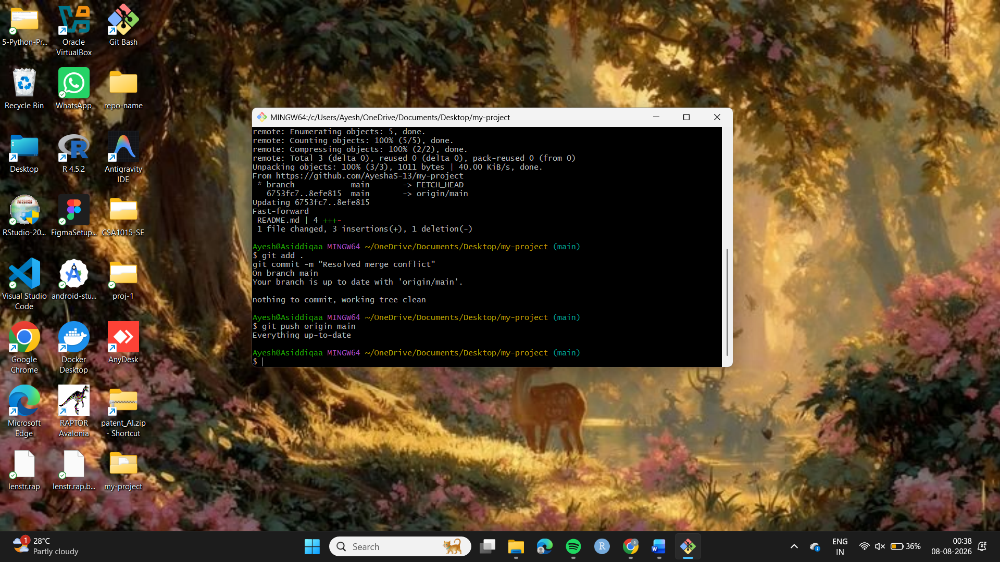 5-Python-Pr...
Oracle
VirtualBox
Git Bash
Recycle Bin
WhatsApp
repo-name
Desktop
R 4.5.2
Antigravity
IDE
NSIS
RStudio-20...
FigmaSetup...
CSA1015-SE
Visual Studio
Code
android-stu...
proj-1
Google
Chrome
Docker
Desktop
AnyDesk
Microsoft
Edge
RAPTOR
Avalonia
patent_AI.zip
- Shortcut
lenstr.rap
lenstr.rap.b...
my-project
MINGW64:/c/Users/Ayesh/OneDrive/Documents/Desktop/my-project
remote: Enumerating objects: 5, done.
remote: Counting objects: 100% (5/5), done.
remote: Compressing objects: 100% (2/2), done.
remote: Total 3 (delta 0), reused 0 (delta 0), pack-reused 0 (from 0)
Unpacking objects: 100% (3/3), 1011 bytes | 40.00 KiB/s, done.
From https://github.com/AyeshaS-13/my-project
 * branch            main       -> FETCH_HEAD
   6753fc7..8efe815  main       -> origin/main
Updating 6753fc7..8efe815
Fast-forward
 README.md | 4 +++-
 1 file changed, 3 insertions(+), 1 deletion(-)
Ayesh@Asiddiqaa MINGW64 ~/OneDrive/Documents/Desktop/my-project (main)
$ git add .
git commit -m "Resolved merge conflict"
On branch main
Your branch is up to date with 'origin/main'.
nothing to commit, working tree clean
Ayesh@Asiddiqaa MINGW64 ~/OneDrive/Documents/Desktop/my-project (main)
$ git push origin main
Everything up-to-date
Ayesh@Asiddiqaa MINGW64 ~/OneDrive/Documents/Desktop/my-project (main)
$
1
28°C
Partly cloudy
Search
R
a
W
ENG
IN
36%
00:38
08-08-2026